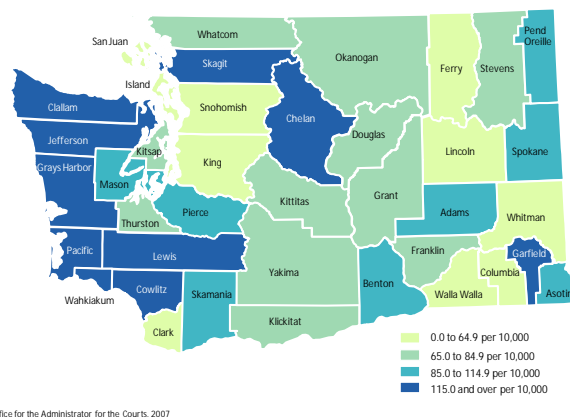 Whatcom
San Juan
Skagit
Okanogan
Ferry
Stevens
Pend
Oreille
Island
Snohomish
Chelan
Clallam
Jefferson
Kitsap
Douglas
King
Lincoln
Spokane
Grays Harbor
Mason
Kittitas
Grant
Thurston
Pierce
Adams
Whitman
Pacific
Lewis
Yakima
Franklin
Garfield
Columbia
Benton
Wahkiakum
Cowlitz
Skamania
Walla Walla
Asotin
Klickitat
Clark
0.0 to 64.9 per 10,000
65.0 to 84.9 per 10,000
85.0 to 114.9 per 10,000
115.0 and over per 10,000
fice for the Administrator for the Courts. 2007